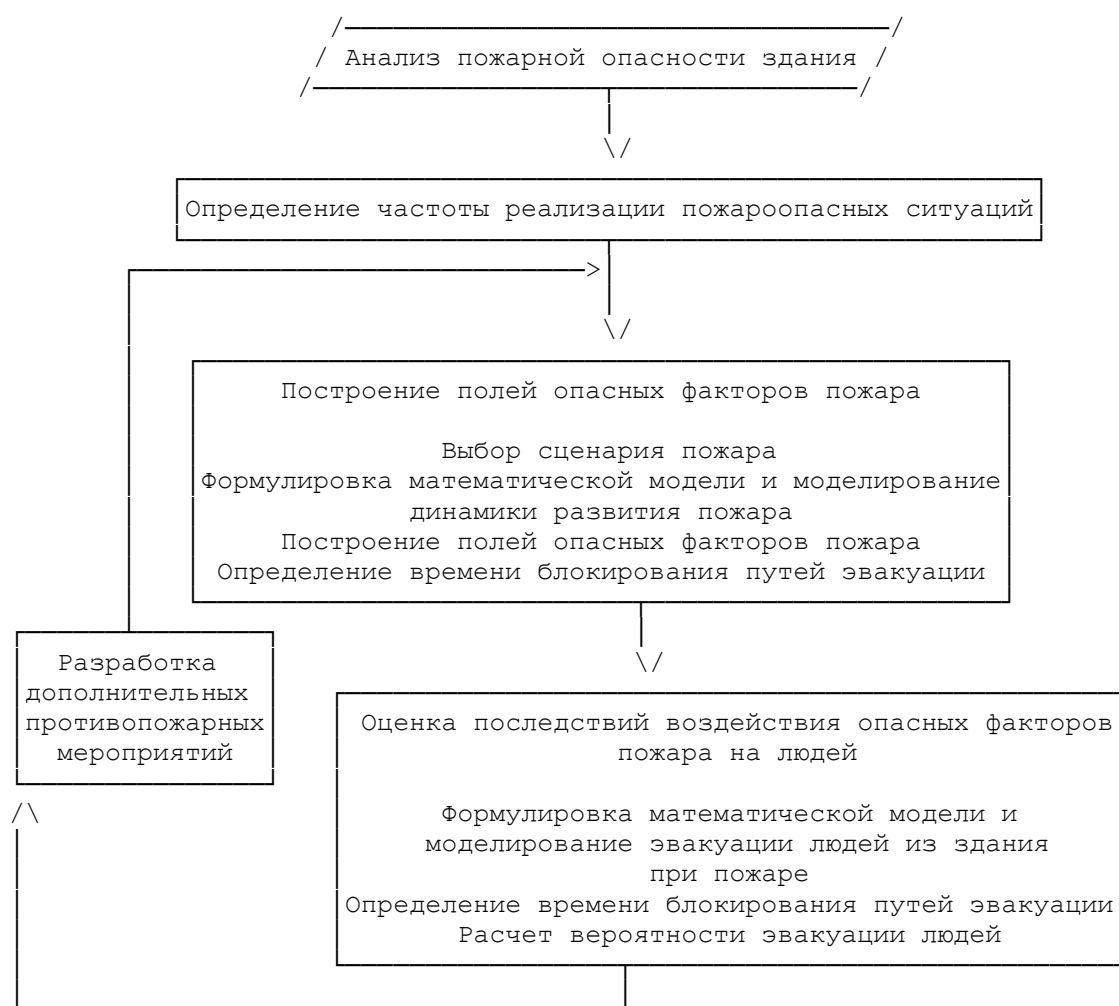 Анализ пожарной опасности здания
Определение частоты реализации пожароопасных ситуаций
Построение полей опасных факторов пожара
Выбор сценария пожара
Формулировка математической модели и моделирование
динамики развития пожара
Построение полей опасных факторов пожара
Определение времени блокирования путей эвакуации
Разработка
дополнительных
противопожарных
мероприятий
Оценка последствий воздействия опасных факторов
пожара на людей
Формулировка математической модели и
моделирование эвакуации людей из здания
при пожаре
Определение времени блокирования путей эвакуации
Расчет вероятности эвакуации людей